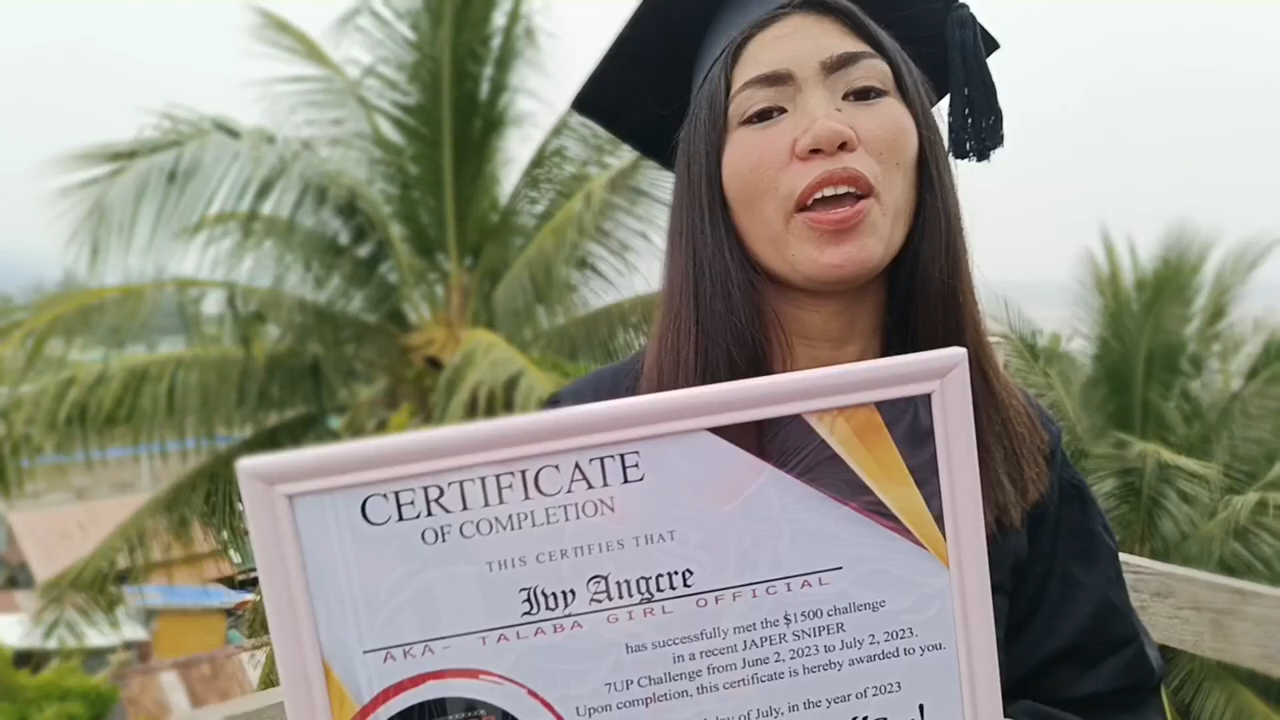 CERTIFICATE
OF COMPLETION
THIS CERTIFIES THAT
Ivy Angcre
AKA- TALABA GIRL OFFICIAL
has successfully met the $1500 challenge
in a recent JAPER SNIPER
7UP Challenge from June 2, 2023 to July 2, 2023.
Upon completion, this certificate is hereby awarded to you.
day of July, in the year of 2023